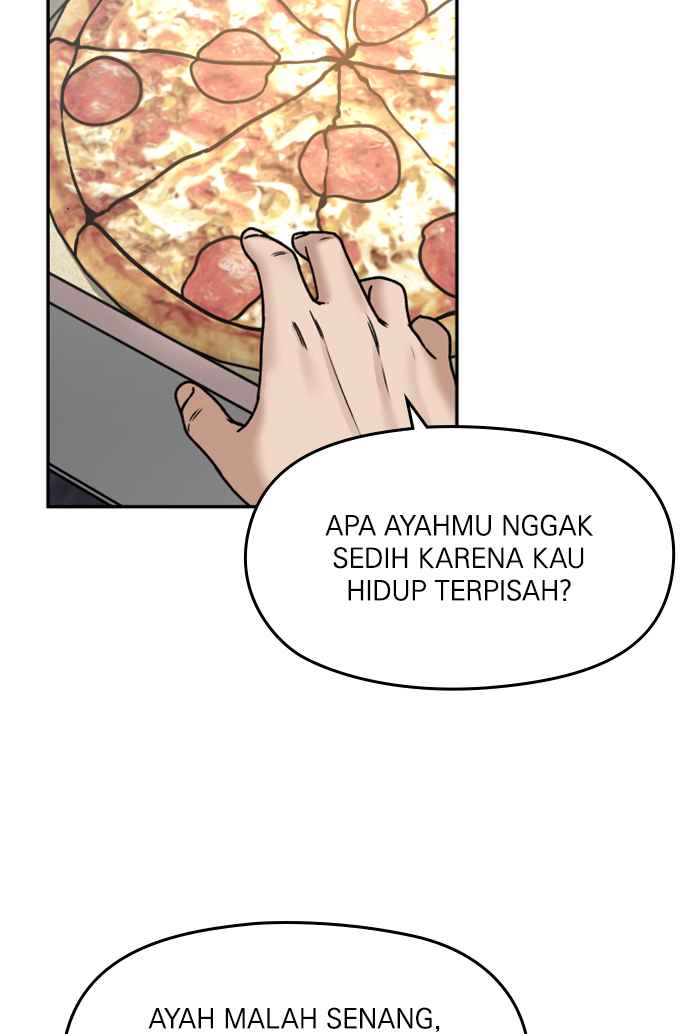 APA AYAHMU NGGAK
SEDIH KARENA KAU
HIDUP TERPISAH?
AYAH MALAH SENANG,